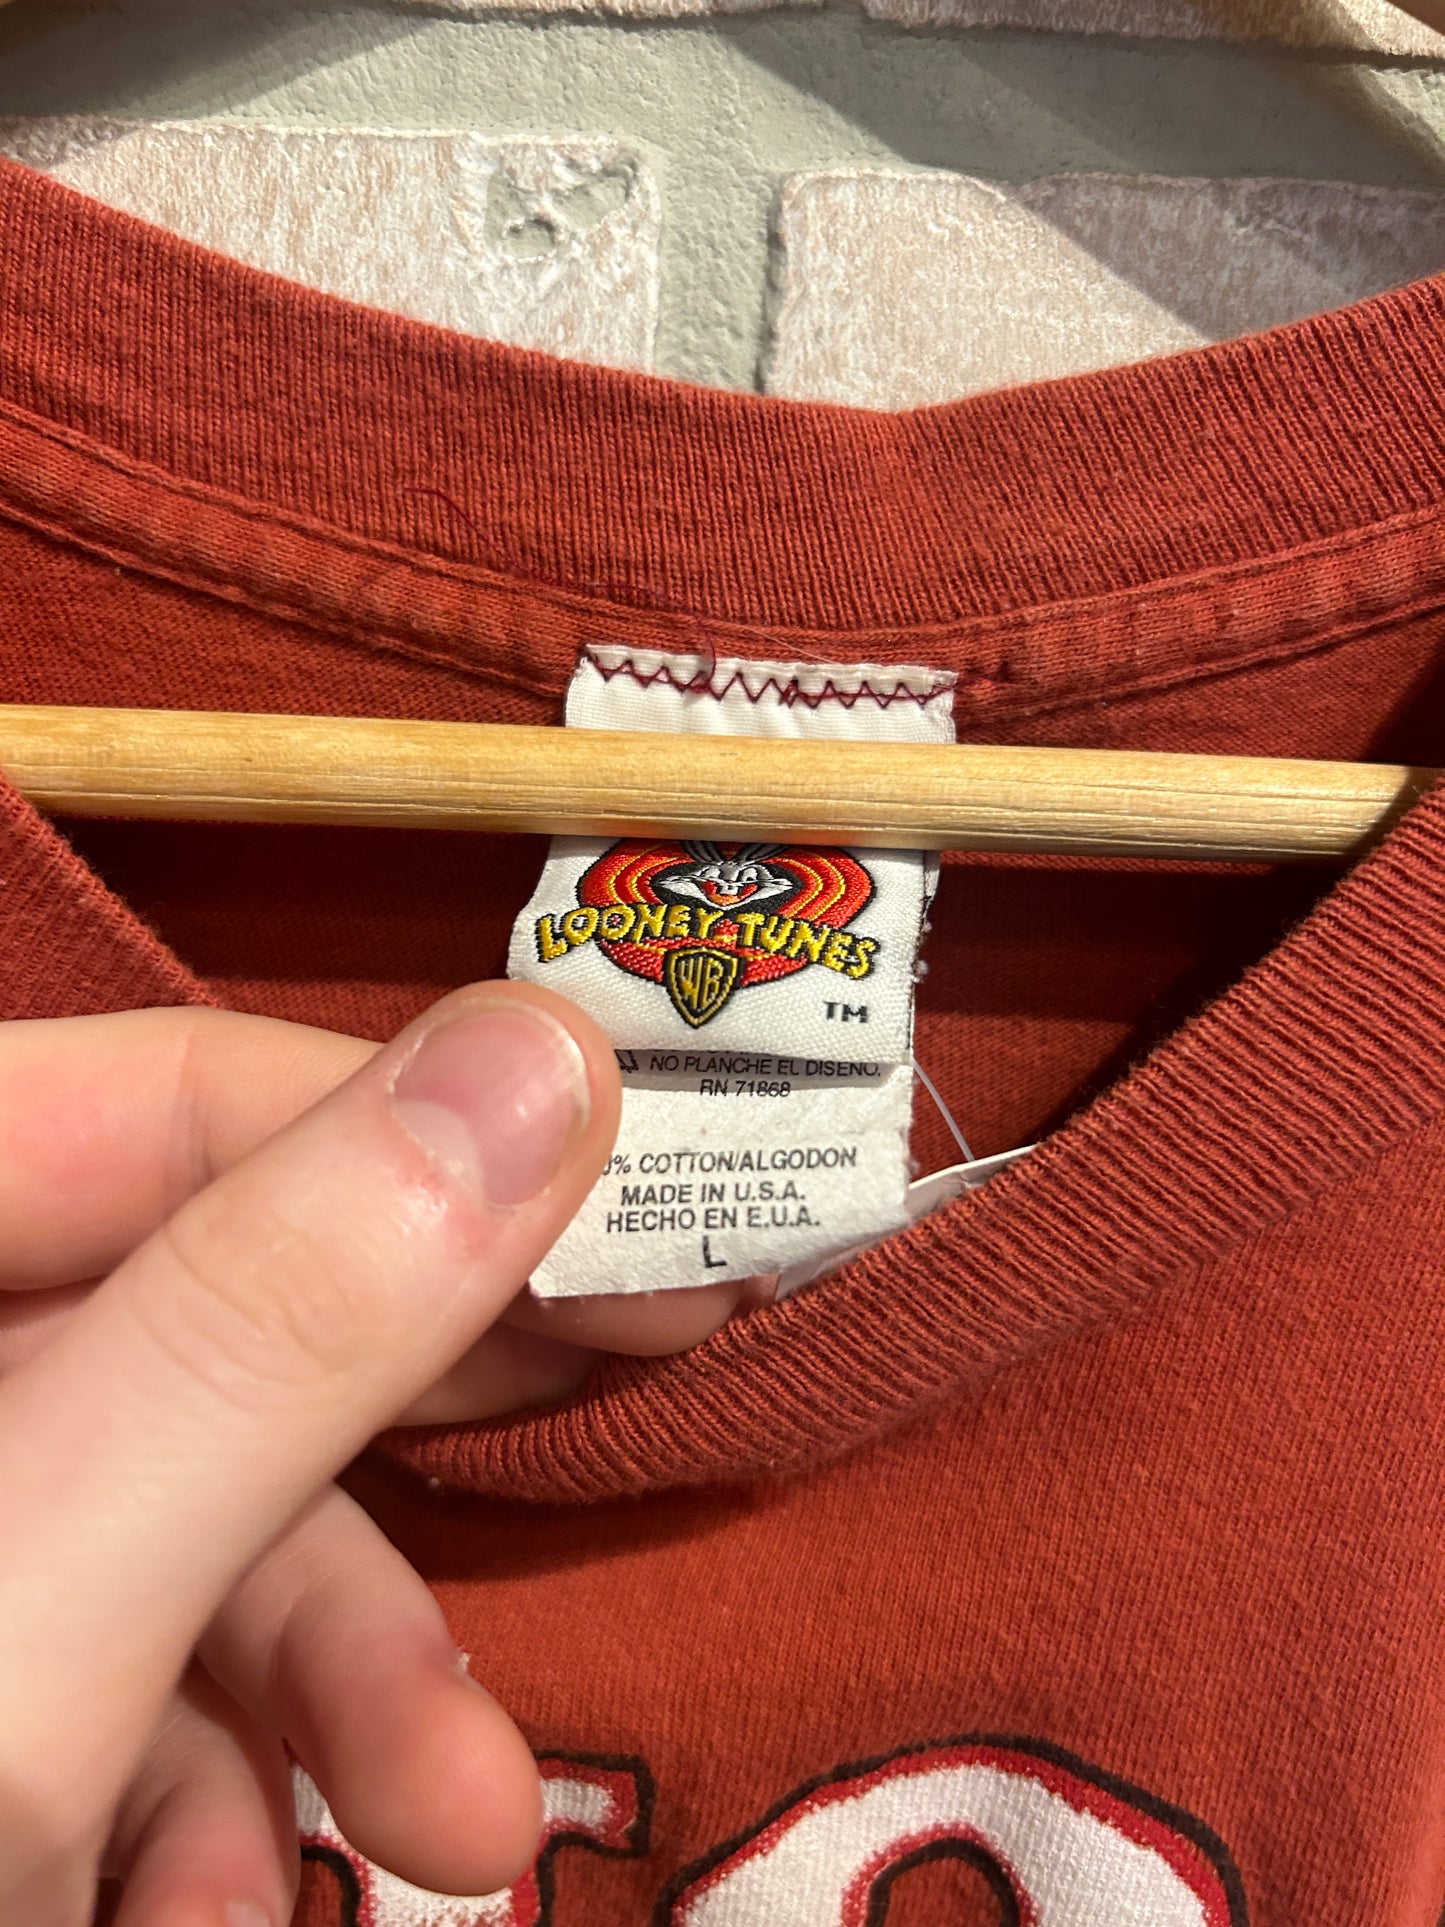 LOONEY TUNES
WB
TM
NO PLANCHE EL DISENO.
RN 71868
% COTTON/ALGODON
MADE IN U.S.A.
HECHO EN E.U.A.
L